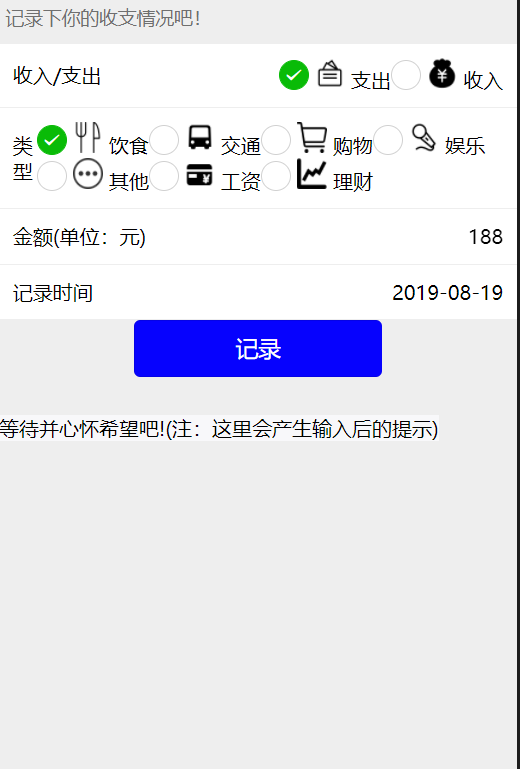 记录下你的收支情况吧!
收入/支出 支出 收入
类型 饮食 交通 购物 娱乐
其他 工资 理财
金额(单位：元) 188
记录时间 2019-08-19
记录
等待并心怀希望吧!(注：这里会产生输入后的提示)